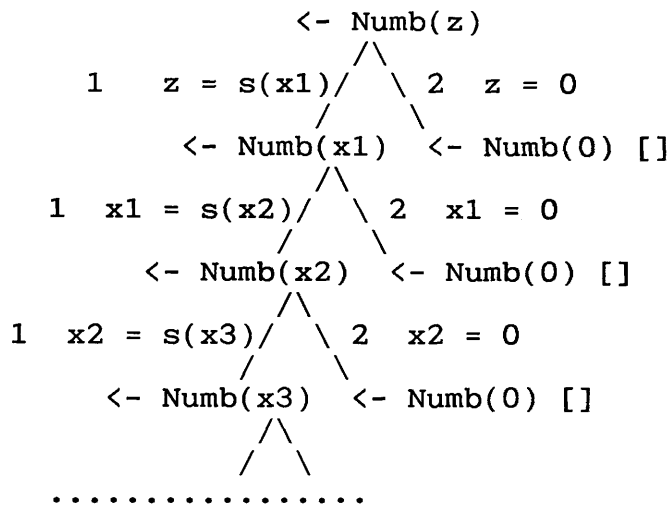 <- Numb(z)
1 z = s(x1) / \ 2 z = 0
<- Numb(x1) <- Numb(0) []
1 x1 = s(x2) / \ 2 x1 = 0
<- Numb(x2) <- Numb(0) []
1 x2 = s(x3) / \ 2 x2 = 0
<- Numb(x3) <- Numb(0) []
.................